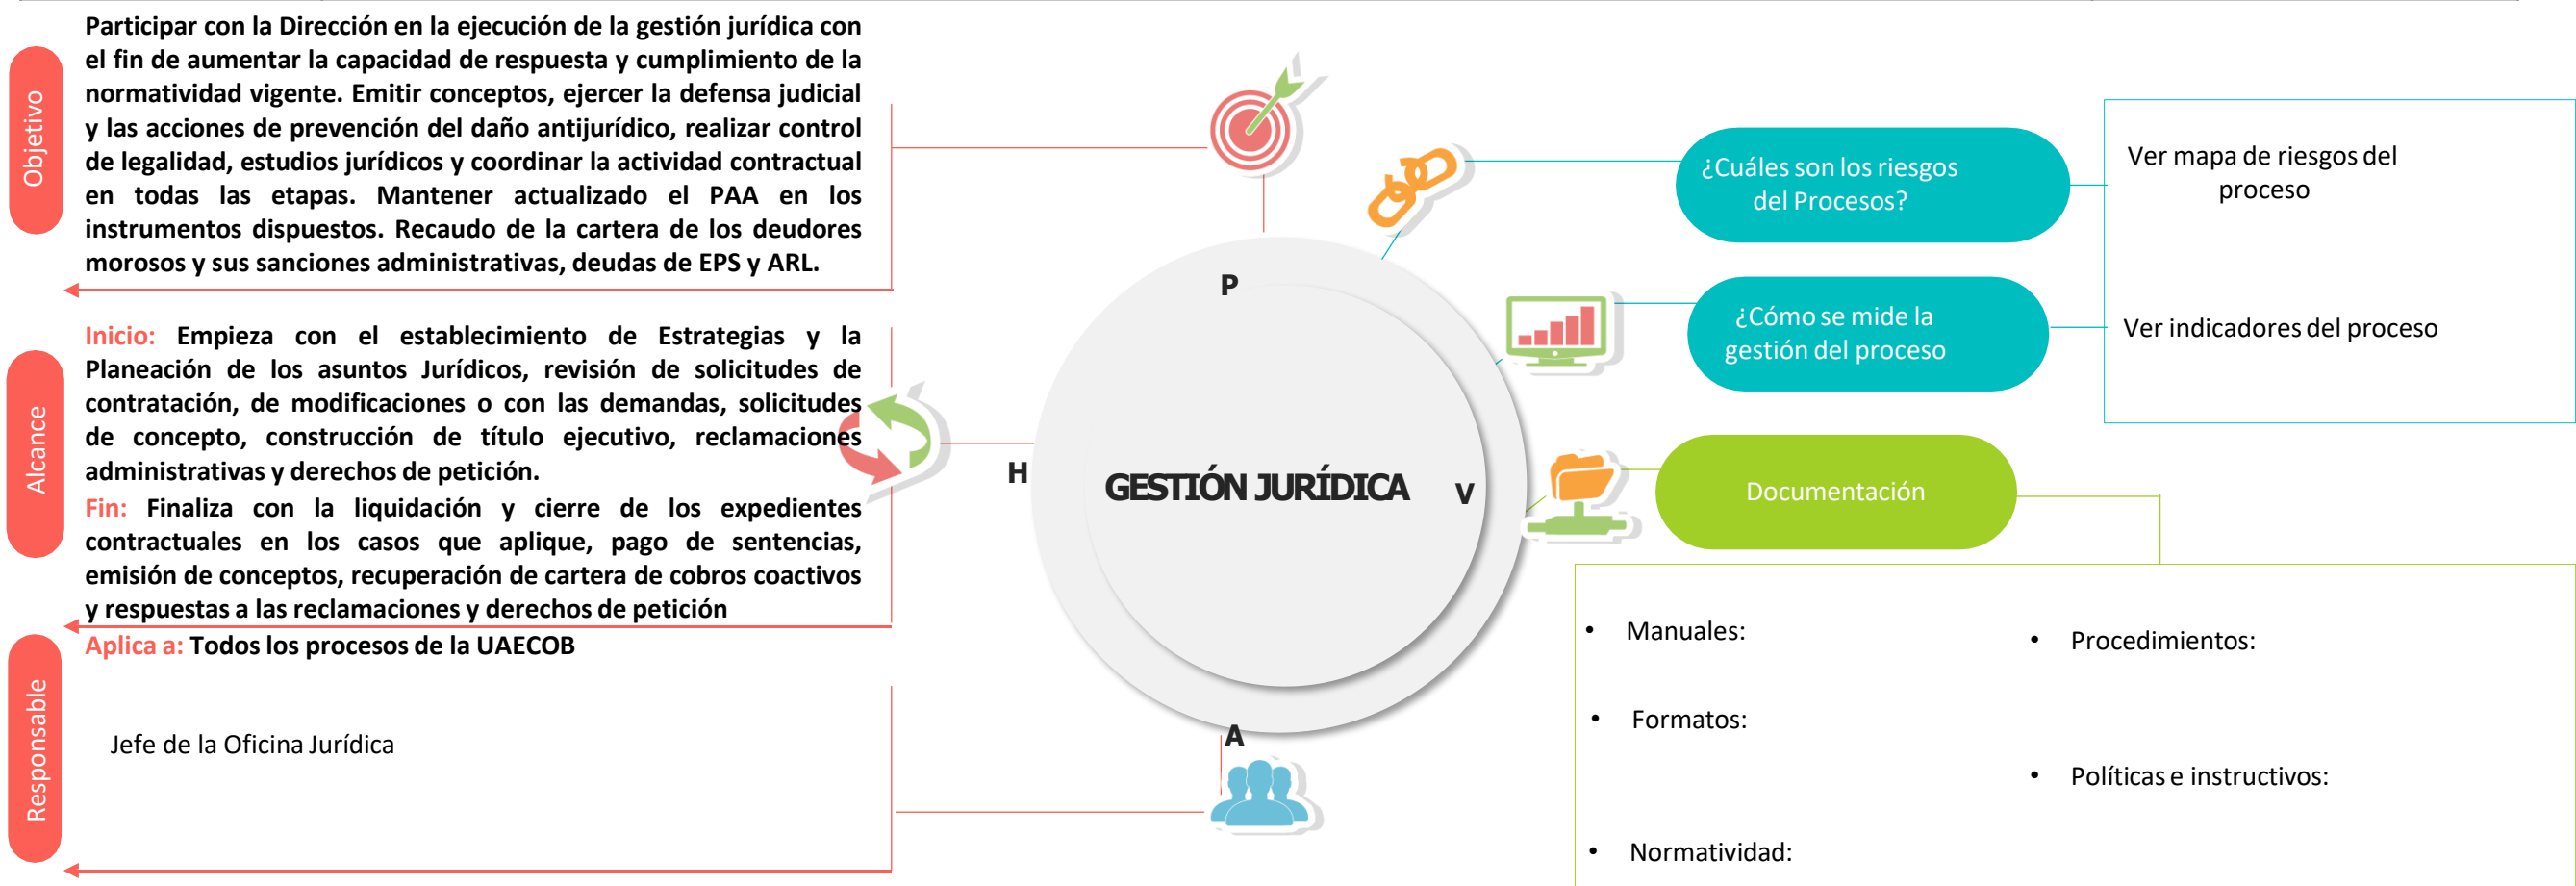 Objetivo
Participar con la Dirección en la ejecución de la gestión jurídica con
el fin de aumentar la capacidad de respuesta y cumplimiento de la
normatividad vigente. Emitir conceptos, ejercer la defensa judicial
y las acciones de prevención del daño antijurídico, realizar control
de legalidad, estudios jurídicos y coordinar la actividad contractual
en todas las etapas. Mantener actualizado el PAA en los
instrumentos dispuestos. Recaudo de la cartera de los deudores
morosos y sus sanciones administrativas, deudas de EPS y ARL.
Alcance
Inicio: Empieza con el establecimiento de Estrategias y la
Planeación de los asuntos Jurídicos, revisión de solicitudes de
contratación, de modificaciones o con las demandas, solicitudes
de concepto, construcción de título ejecutivo, reclamaciones
administrativas y derechos de petición.
Fin: Finaliza con la liquidación y cierre de los expedientes
contractuales en los casos que aplique, pago de sentencias,
emisión de conceptos, recuperación de cartera de cobros coactivos
y respuestas a las reclamaciones y derechos de petición
Aplica a: Todos los procesos de la UAECOB
Responsable
Jefe de la Oficina Jurídica
P
H
GESTIÓN JURÍDICA
V
A
¿Cuáles son los riesgos
del Procesos?
Ver mapa de riesgos del
proceso
¿Cómo se mide la
gestión del proceso
Ver indicadores del proceso
Documentación
• Manuales:
• Formatos:
• Normatividad:
• Procedimientos:
• Políticas e instructivos: